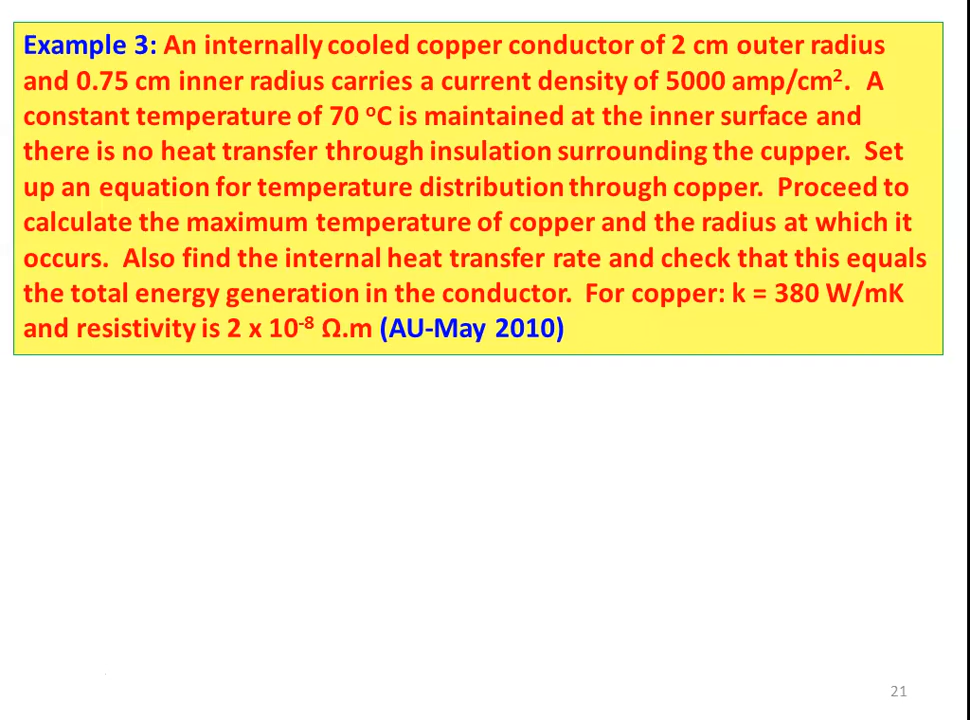 Example 3: An internally cooled copper conductor of 2 cm outer radius
and 0.75 cm inner radius carries a current density of 5000 amp/cm². A
constant temperature of 70 ᵒC is maintained at the inner surface and
there is no heat transfer through insulation surrounding the cupper. Set
up an equation for temperature distribution through copper. Proceed to
calculate the maximum temperature of copper and the radius at which it
occurs. Also find the internal heat transfer rate and check that this equals
the total energy generation in the conductor. For copper: k = 380 W/mK
and resistivity is 2 x 10⁻⁸ Ω.m (AU-May 2010)
21